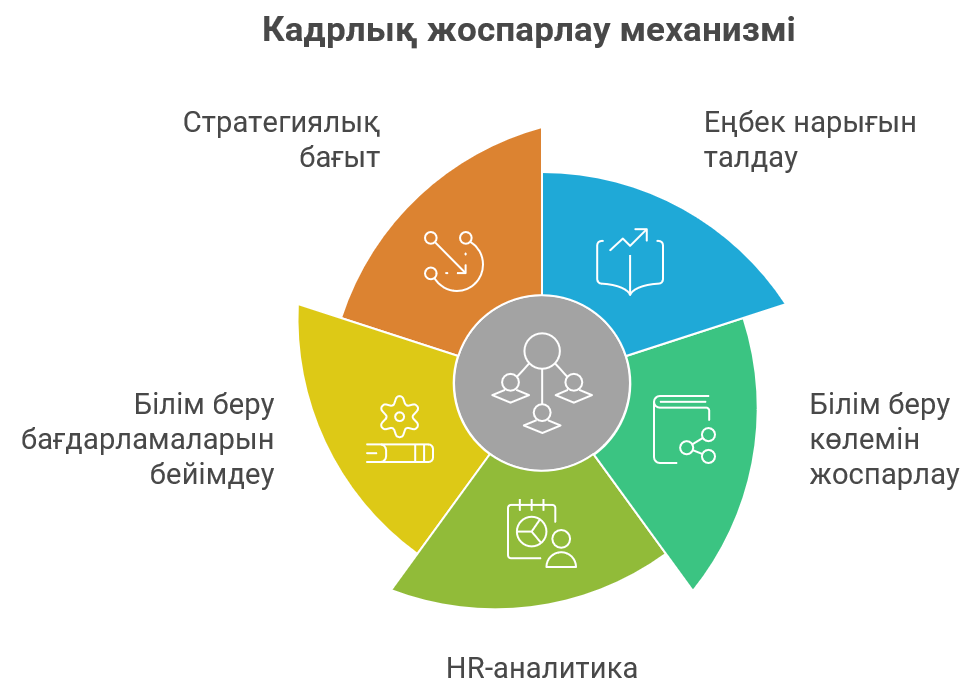 Кадрлық жоспарлау механизмі
Стратегиялық
бағыт
Еңбек нарығын
талдау
Білім беру
бағдарламаларын
бейімдеу
Білім беру
көлемін
жоспарлау
HR-аналитика